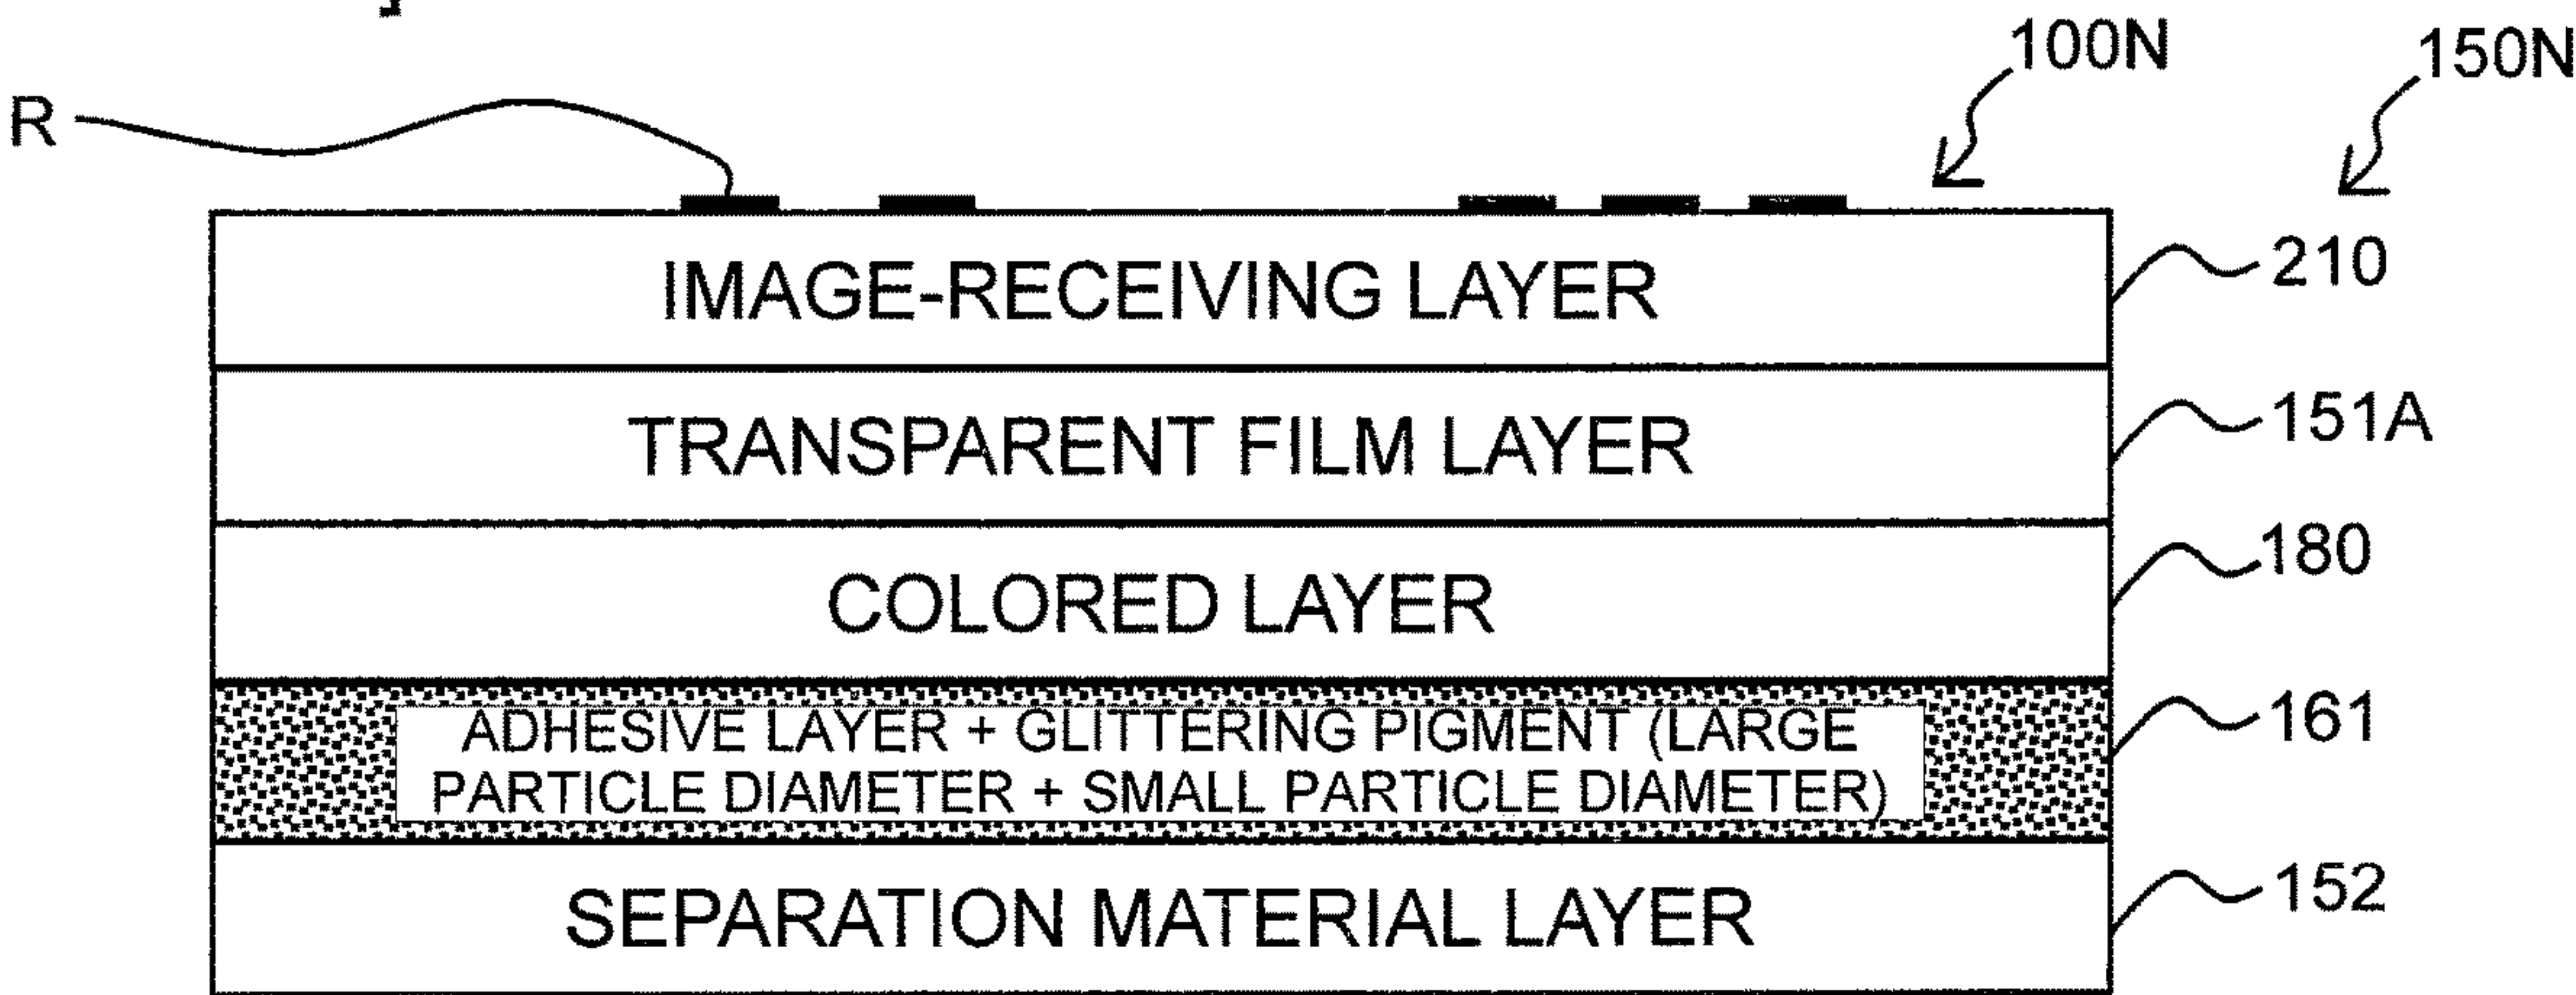 100N
150N
R
IMAGE-RECEIVING LAYER
210
TRANSPARENT FILM LAYER
151A
COLORED LAYER
180
ADHESIVE LAYER + GLITTERING PIGMENT (LARGE
PARTICLE DIAMETER + SMALL PARTICLE DIAMETER)
161
SEPARATION MATERIAL LAYER
152